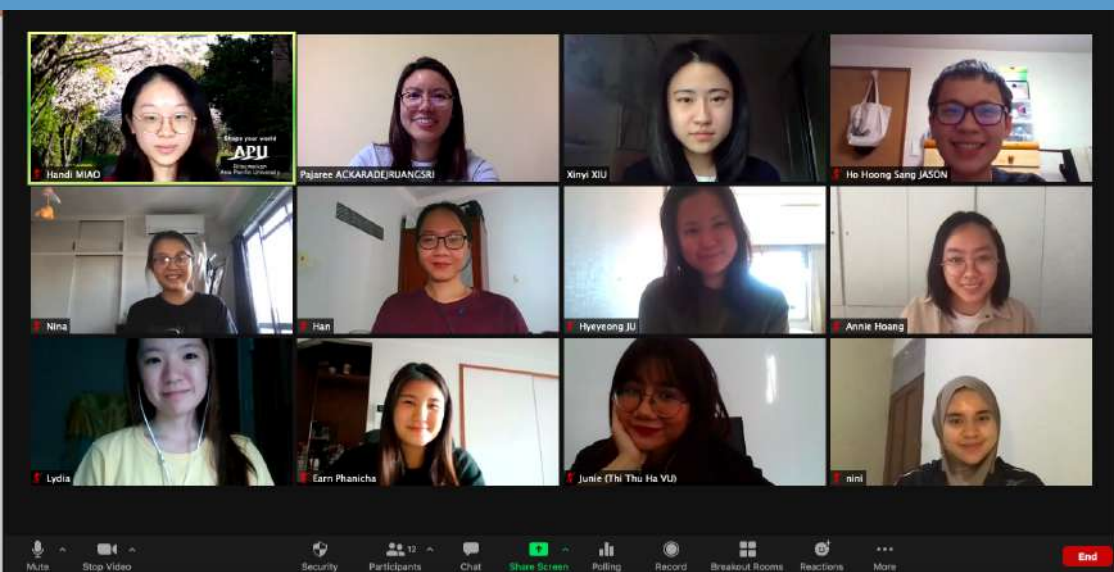 Shape your world
APU
Ritsumeikan
Asia Pacific University
Handi MIAO
Pajaree ACKARADEJRUANGSRI
Xinyi XIU
Ho Hoong Sang JASON
Nina
Han
Hyeyeong JU
Annie Hoang
Lydia
Earn Phanicha
Junie (Thi Thu Ha VU)
nini
Mute
Stop Video
Security
Participants
12
Chat
Share Screen
Polling
Record
Breakout Rooms
Reactions
More
End